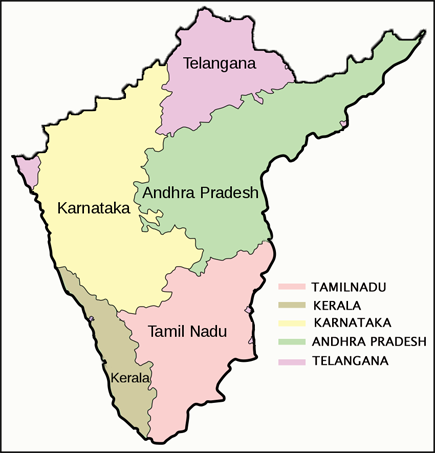 Telangana
Andhra Pradesh
Karnataka
Tamil Nadu
Kerala
TAMILNADU
KERALA
KARNATAKA
ANDHRA PRADESH
TELANGANA